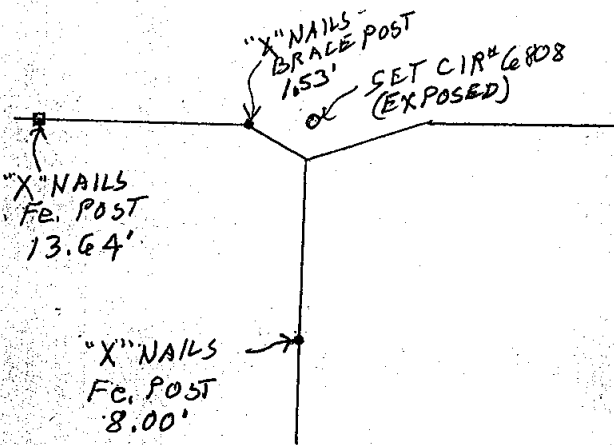 "X" NAILS
BRACE POST
1.53'
SET CIR# 6808
(EXPOSED)
"X" NAILS
Fe. POST
13.64'
"X" NAILS
Fe. POST
8.00'